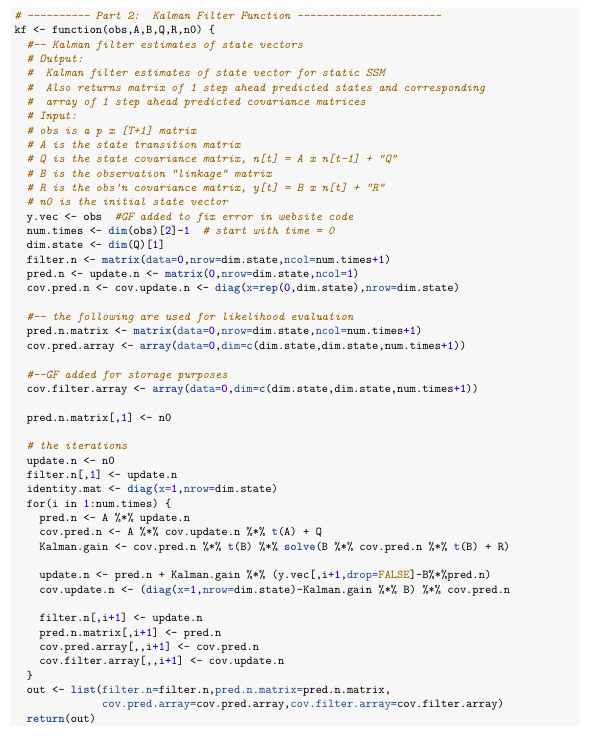 # ---------- Part 2:  Kalman Filter Function -----------------------
kf <- function(obs,A,B,Q,R,n0) {
  #-- Kalman filter estimates of state vectors
  # Output:
  #  Kalman filter estimates of state vector for static SSM
  #  Also returns matrix of 1 step ahead predicted states and corresponding
  #  array of 1 step ahead predicted covariance matrices
  # Input:
  # obs is a p x [T+1] matrix
  # A is the state transition matrix
  # Q is the state covariance matrix, n[t] = A x n[t-1] + "Q"
  # B is the observation "linkage" matrix
  # R is the obs'n covariance matrix, y[t] = B x n[t] + "R"
  # n0 is the initial state vector
  y.vec <- obs  #GF added to fix error in website code
  num.times <- dim(obs)[2]-1  # start with time = 0
  dim.state <- dim(Q)[1]
  filter.n <- matrix(data=0,nrow=dim.state,ncol=num.times+1)
  pred.n <- update.n <- matrix(0,nrow=dim.state,ncol=1)
  cov.pred.n <- cov.update.n <- diag(x=rep(0,dim.state),nrow=dim.state)

  #-- the following are used for likelihood evaluation
  pred.n.matrix <- matrix(data=0,nrow=dim.state,ncol=num.times+1)
  cov.pred.array <- array(data=0,dim=c(dim.state,dim.state,num.times+1))

  #--GF added for storage purposes
  cov.filter.array <- array(data=0,dim=c(dim.state,dim.state,num.times+1))

  pred.n.matrix[,1] <- n0

  # the iterations
  update.n <- n0
  filter.n[,1] <- update.n
  identity.mat <- diag(x=1,nrow=dim.state)
  for(i in 1:num.times) {
    pred.n <- A %*% update.n
    cov.pred.n <- A %*% cov.update.n %*% t(A) + Q
    Kalman.gain <- cov.pred.n %*% t(B) %*% solve(B %*% cov.pred.n %*% t(B) + R)

    update.n <- pred.n + Kalman.gain %*% (y.vec[,i+1,drop=FALSE]-B%*%pred.n)
    cov.update.n <- (diag(x=1,nrow=dim.state)-Kalman.gain %*% B) %*% cov.pred.n

    filter.n[,i+1] <- update.n
    pred.n.matrix[,i+1] <- pred.n
    cov.pred.array[,,i+1] <- cov.pred.n
    cov.filter.array[,,i+1] <- cov.update.n
  }
  out <- list(filter.n=filter.n,pred.n.matrix=pred.n.matrix,
              cov.pred.array=cov.pred.array,cov.filter.array=cov.filter.array)
  return(out)